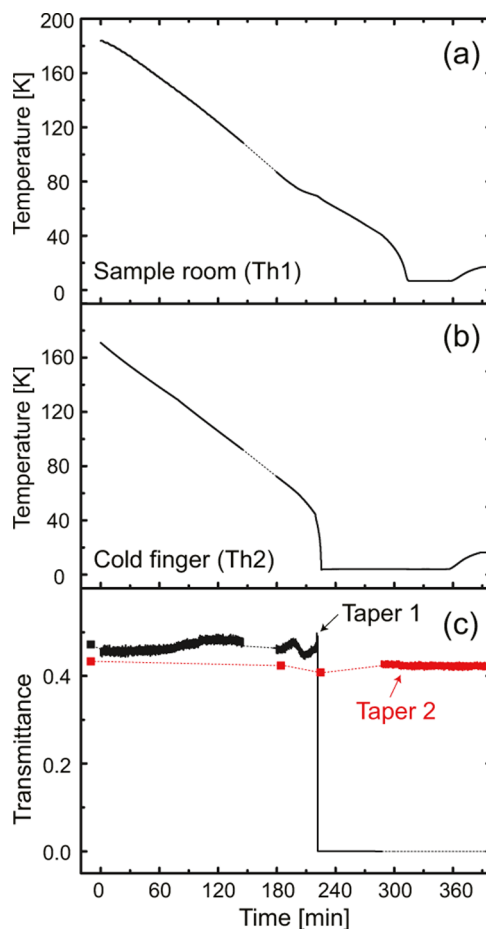 200
(a)
160
120
80
40
0
Temperature [K]
Sample room (Th1)
(b)
160
120
80
40
0
Temperature [K]
Cold finger (Th2)
Taper 1
(c)
0.4
Taper 2
0.2
0.0
Transmittance
0 60 120 180 240 300 360
Time [min]